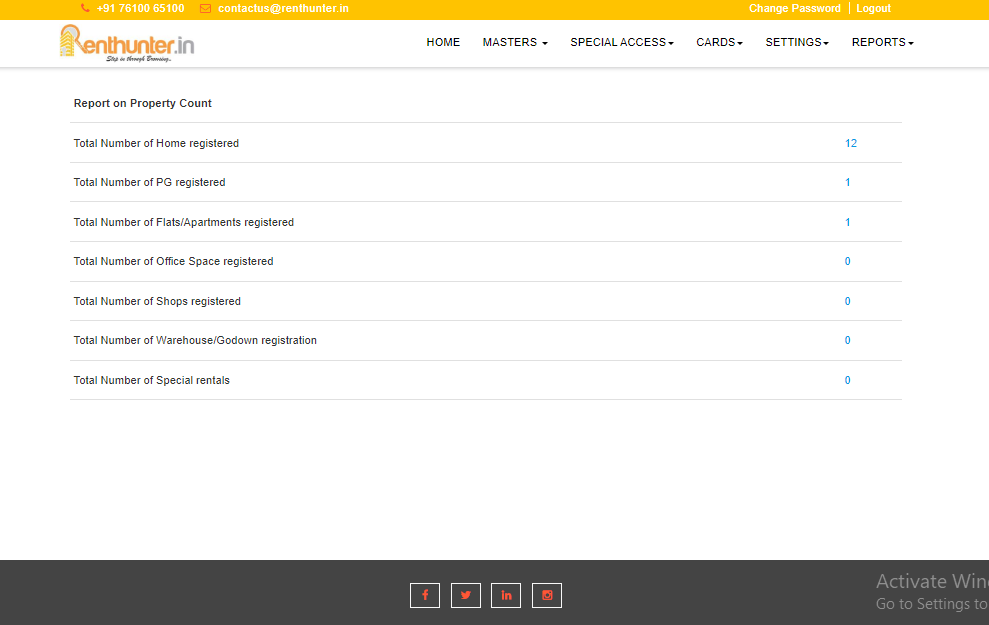 +91 76100 65100 contactus@renthunter.in Change Password Logout
Renthunter.in
Step in through Browsing..
HOME MASTERS SPECIAL ACCESS CARDS SETTINGS REPORTS
Report on Property Count
Total Number of Home registered 12
Total Number of PG registered 1
Total Number of Flats/Apartments registered 1
Total Number of Office Space registered 0
Total Number of Shops registered 0
Total Number of Warehouse/Godown registration 0
Total Number of Special rentals 0
Activate Win
Go to Settings to